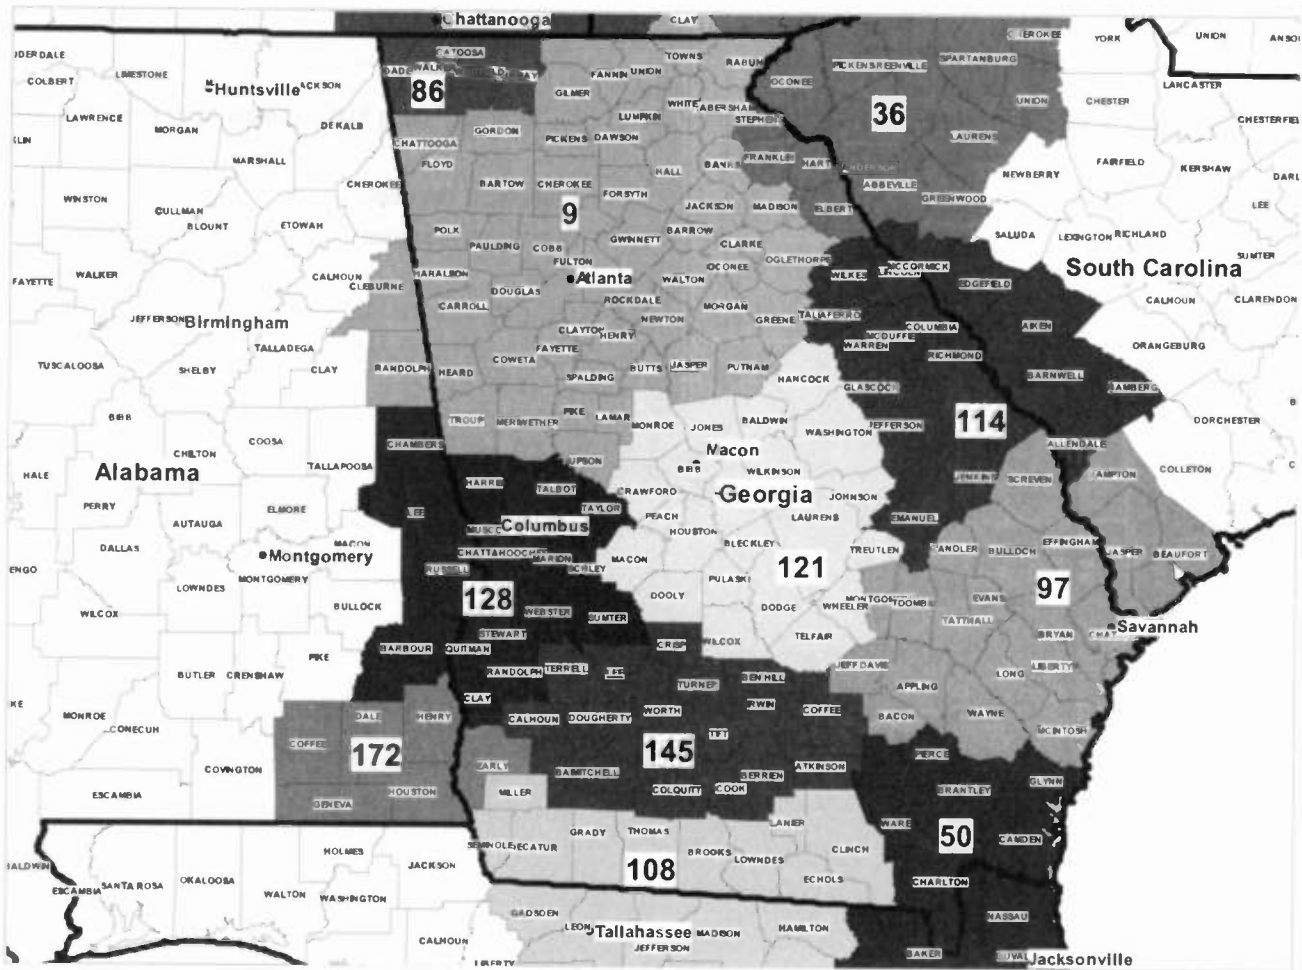 Chattanooga
CLAY
CHEROKEE
YORK
UNION
LIMESTONE
COLBERT
Huntsville
CATOOSA
DADE
TOWNS
FANNIN
UNION
RABUN
OCONEE
PICKENS
GREENVILLE
SPARTANBURG
LANCASTER
86
GILMER
WHITE
36
UNION
CHESTER
LAWRENCE
MORGAN
DEKALB
LUMPKIN
CHESTERFIEL
GORDON
PICKENS
DAWSON
LAURENS
CHATTOOGA
MARSHALL
FLOYD
BANKS
FRANKLIN
HART
FAIRFIELD
KERSHAW
HALL
NEWBERRY
CHEROKEE
BARTOW
CHEROKEE
FORSYTH
ABBEVILLE
GREENWOOD
WINSTON
CULLMAN
BLOUNT
ETOWAH
9
JACKSON
MADISON
ELBERT
LEE
POLK
PAULDING
COBB
FULTON
GWINNETT
BARROW
CLARKE
SALUDA
LEXINGTON
RICHLAND
SUMTER
FAYETTE
WALKER
CALHOUN
CLEBURNE
HARALSON
Atlanta
WALTON
OCONEE
OGLETHORPE
WILKES
MCCORMICK
South Carolina
EDGEFIELD
DOUGLAS
ROCKDALE
CARROLL
NEWTON
MORGAN
GREENE
TALIAFERRO
CALHOUN
CLARENDON
JEFFERSON
Birmingham
CLAYTON
HENRY
COLUMBIA
MCDUFFIE
WARREN
RICHMOND
AIKEN
ORANGEBURG
TALLADEGA
FAYETTE
COWETA
TUSCALOOSA
SHELBY
CLAY
RANDOLPH
HEARD
SPALDING
BUTTS
JASPER
PUTNAM
HANCOCK
GLASCOCK
BARNWELL
BAMBERG
BIBB
TROUP
MERIWETHER
PIKE
LAMAR
MONROE
JONES
BALDWIN
WASHINGTON
JEFFERSON
114
DORCHESTER
COOSA
CHAMBERS
ALLENDALE
CHILTON
UPSON
Macon
BIBB
WILKINSON
HALE
Alabama
TALLAPOOSA
COLLETON
HARRIS
TALBOT
CRAWFORD
Georgia
JOHNSON
JENKINS
SCREVEN
HAMPTON
PERRY
ELMORE
AUTAUGA
LEE
TAYLOR
Columbus
PEACH
HOUSTON
LAURENS
EMANUEL
DALLAS
MACON
Montgomery
CHATTAHOOCHEE
MARION
SCHLEY
MACON
BLECKLEY
TREUTLEN
CANDLER
BULLOCH
EFFINGHAM
JASPER
BEAUFORT
RUSSELL
MONTGOMERY
LOWNDES
PULASKI
121
97
WILCOX
BULLOCK
128
WEBSTER
SUMTER
DOOLY
DODGE
WHEELER
TOOMBS
EVANS
TATTNALL
STEWART
TELFAIR
BRYAN
Savannah
PIKE
BARBOUR
QUITMAN
CRISP
WILCOX
LIBERTY
BUTLER
CRENSHAW
RANDOLPH
TERRELL
LEE
TURNER
BEN HILL
JEFF DAVIS
LONG
APPLING
CLAY
MONROE
CONECUH
DALE
HENRY
CALHOUN
DOUGHERTY
WORTH
IRWIN
COFFEE
BACON
WAYNE
MCINTOSH
COFFEE
172
145
TIFT
PIERCE
COVINGTON
EARLY
MITCHELL
BERRIEN
ATKINSON
GLYNN
ESCAMBIA
GENEVA
HOUSTON
MILLER
COLQUITT
COOK
BRANTLEY
GRADY
THOMAS
LANIER
WARE
50
CAMDEN
HOLMES
SEMINOLE
DECATUR
BROOKS
LOWNDES
CLINCH
108
JACKSON
ECHOLS
CHARLTON
ESCAMBIA
SANTA ROSA
OKALOOSA
WALTON
WASHINGTON
GADSDEN
NASSAU
LEON
Tallahassee
MADISON
HAMILTON
CALHOUN
JEFFERSON
BAKER
DUVAL
Jacksonville
LIBERTY